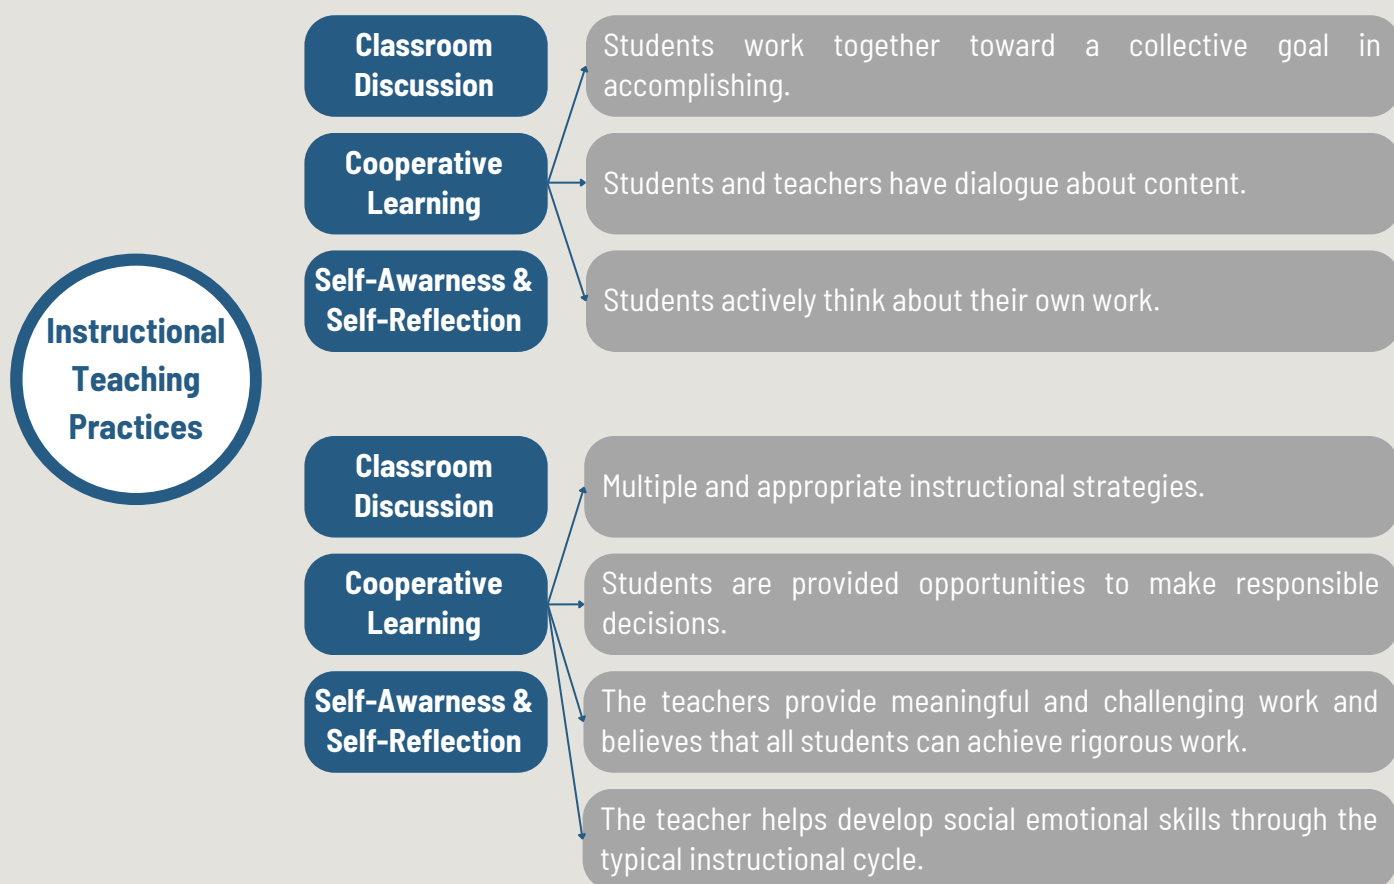 Instructional
Teaching
Practices
Classroom
Discussion
Students work together toward a collective goal in
accomplishing.
Cooperative
Learning
Students and teachers have dialogue about content.
Self-Awarness &
Self-Reflection
Students actively think about their own work.
Classroom
Discussion
Multiple and appropriate instructional strategies.
Cooperative
Learning
Students are provided opportunities to make responsible
decisions.
Self-Awarness &
Self-Reflection
The teachers provide meaningful and challenging work and
believes that all students can achieve rigorous work.
The teacher helps develop social emotional skills through the
typical instructional cycle.